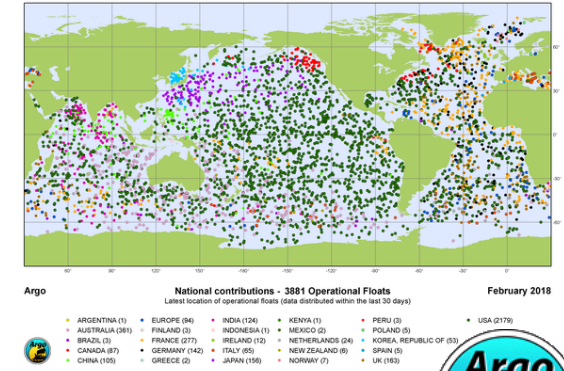 60°
30°
0°
-30°
-60°
60° 90° 120° 150° 180° -150° -120° -90° -60° -30° 0°
Argo National contributions - 3881 Operational Floats February 2018
Latest location of operational floats (data distributed within the last 30 days)
ARGENTINA (1) EUROPE (94) INDIA (124) KENYA (1) PERU (3) USA (2179)
AUSTRALIA (361) FINLAND (3) INDONESIA (1) MEXICO (2) POLAND (5)
BRAZIL (3) FRANCE (277) IRELAND (12) NETHERLANDS (24) KOREA, REPUBLIC OF (53)
CANADA (87) GERMANY (142) ITALY (65) NEW ZEALAND (6) SPAIN (5)
CHINA (105) GREECE (2) JAPAN (156) NORWAY (7) UK (163)
Argo